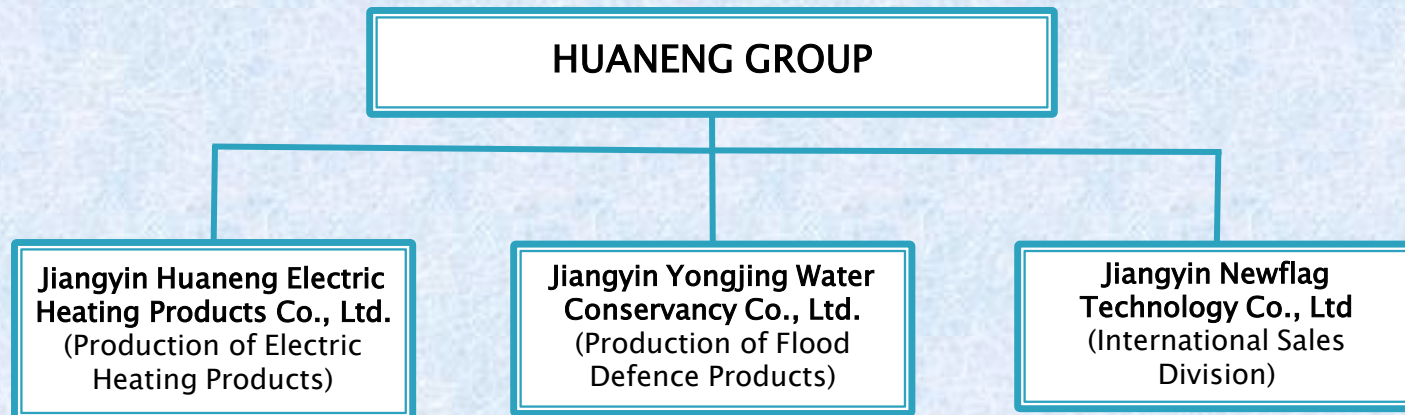 HUANENG GROUP
Jiangyin Huaneng Electric
Heating Products Co., Ltd.
(Production of Electric
Heating Products)
Jiangyin Yongjing Water
Conservancy Co., Ltd.
(Production of Flood
Defence Products)
Jiangyin Newflag
Technology Co., Ltd
(International Sales
Division)